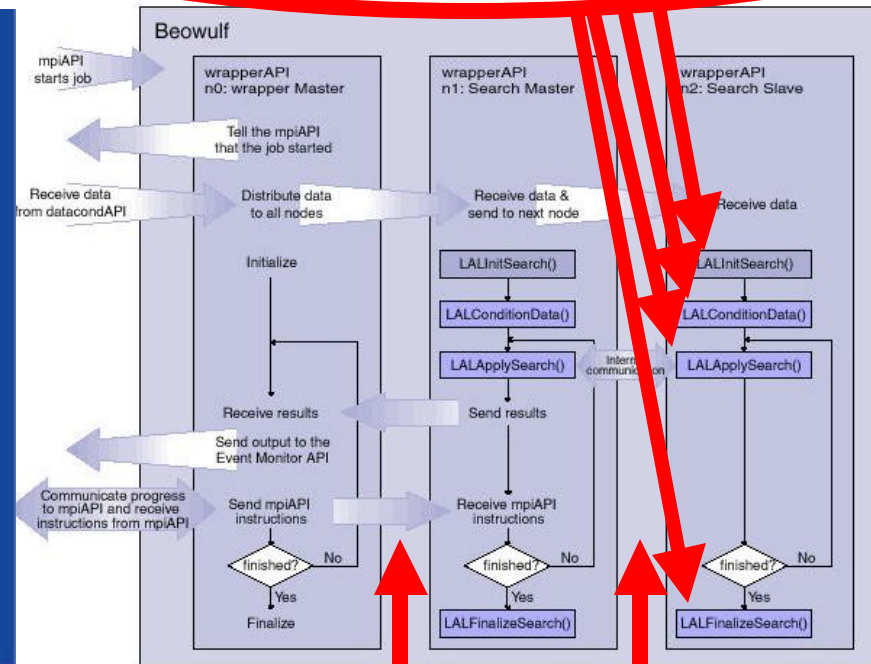 Beowulf
mpiAPI
starts job
wrapperAPI
n0: wrapper Master
Tell the mpiAPI
that the job started
Receive data
from datacondAPI
Distribute data
to all nodes
Initialize
Receive results
Send output to the
Event Monitor API
Communicate progress
to mpiAPI and receive
instructions from mpiAPI
Send mpiAPI
instructions
finished?
No
Yes
Finalize
wrapperAPI
n1: Search Master
Receive data &
send to next node
LALInitSearch()
LALConditionData()
LALApplySearch()
Send results
Receive mpiAPI
instructions
finished?
No
Yes
LALFinalizeSearch()
communication
wrapperAPI
n2: Search Slave
Receive data
LALInitSearch()
LALConditionData()
LALApplySearch()
finished?
No
Yes
LALFinalizeSearch()